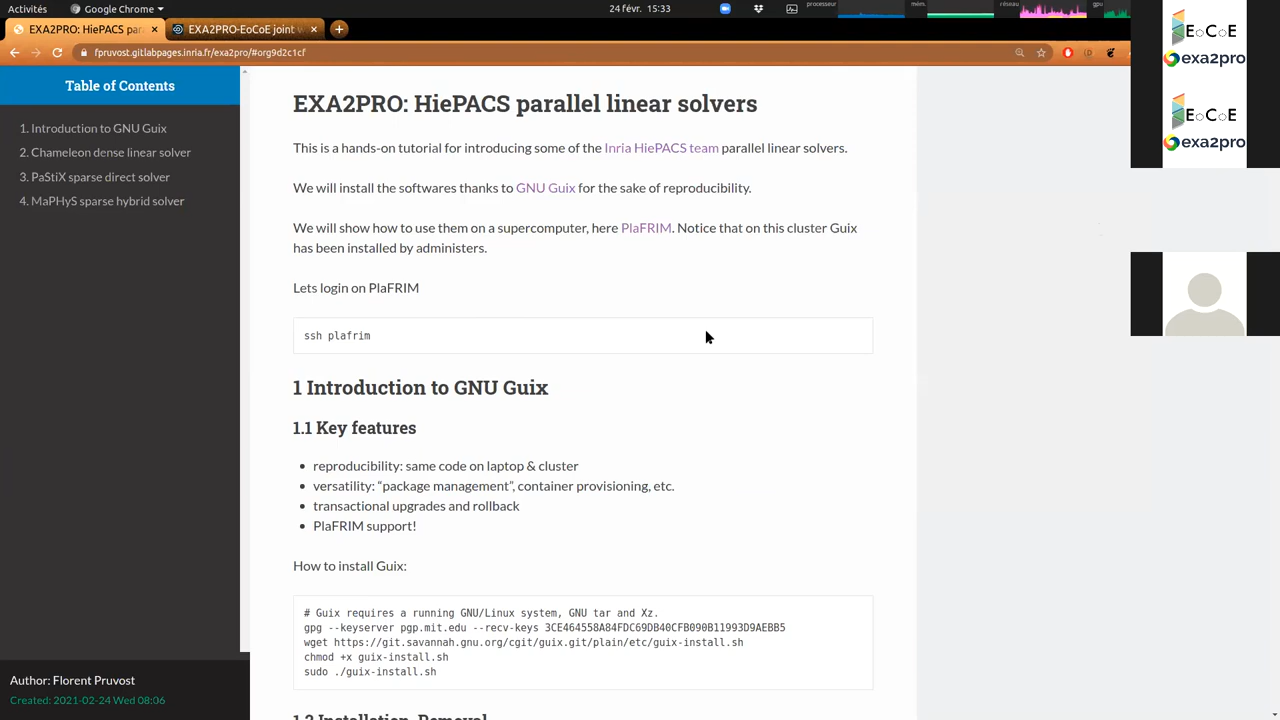 Activités
Google Chrome
24 févr. 15:33
processeur
mém.
réseau
gpu
EXA2PRO: HiePACS par
EXA2PRO-EoCoE joint w
fpruvost.gitlabpages.inria.fr/exa2pro/#org9d2c1cf
Table of Contents
1. Introduction to GNU Guix
2. Chameleon dense linear solver
3. PaStiX sparse direct solver
4. MaPHyS sparse hybrid solver
Author: Florent Pruvost
Created: 2021-02-24 Wed 08:06
EXA2PRO: HiePACS parallel linear solvers
This is a hands-on tutorial for introducing some of the Inria HiePACS team parallel linear solvers.
We will install the softwares thanks to GNU Guix for the sake of reproducibility.
We will show how to use them on a supercomputer, here PlaFRIM. Notice that on this cluster Guix
has been installed by administers.
Lets login on PlaFRIM
ssh plafrim
1 Introduction to GNU Guix
1.1 Key features
• reproducibility: same code on laptop & cluster
• versatility: “package management”, container provisioning, etc.
• transactional upgrades and rollback
• PlaFRIM support!
How to install Guix:
# Guix requires a running GNU/Linux system, GNU tar and Xz.
gpg --keyserver pgp.mit.edu --recv-keys 3CE464558A84FDC69DB40CFB090B11993D9AEBB5
wget https://git.savannah.gnu.org/cgit/guix.git/plain/etc/guix-install.sh
chmod +x guix-install.sh
sudo ./guix-install.sh
1.2 Installation, Removal
EoCoE
exa2pro
EoCoE
exa2pro